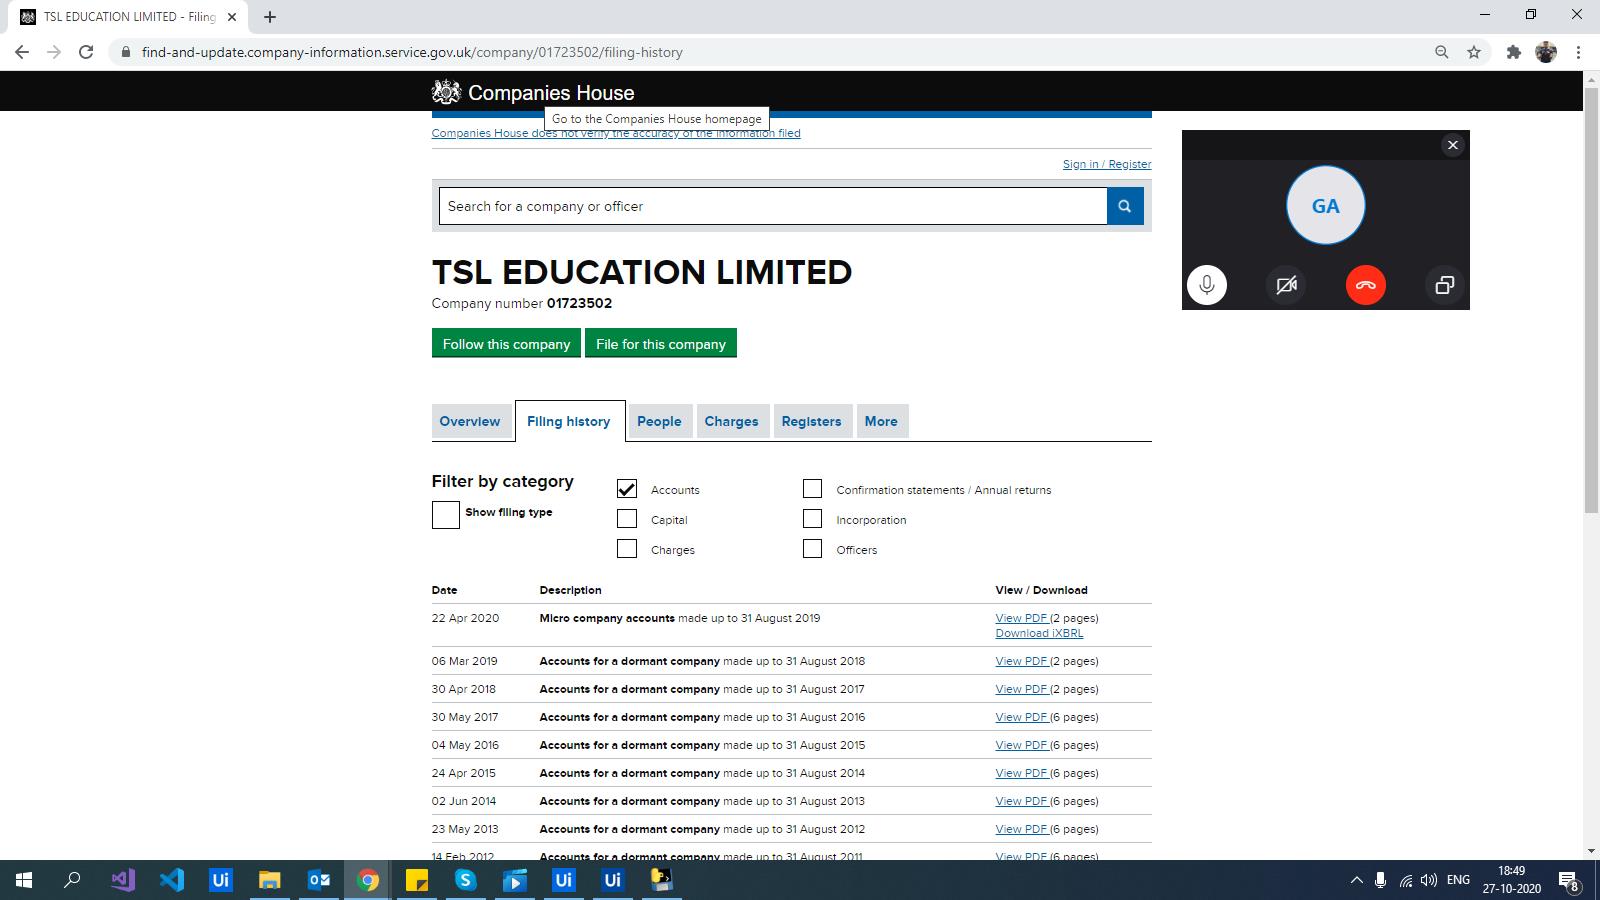 TSL EDUCATION LIMITED - Filing
find-and-update.company-information.service.gov.uk/company/01723502/filing-history
Companies House
Go to the Companies House homepage
Companies House does not verify the accuracy of the information filed
Sign in / Register
Search for a company or officer
GA
TSL EDUCATION LIMITED
Company number 01723502
Follow this company File for this company
Overview Filing history People Charges Registers More
Filter by category
Show filing type
Accounts Confirmation statements / Annual returns
Capital Incorporation
Charges Officers
Date Description View / Download
22 Apr 2020 Micro company accounts made up to 31 August 2019 View PDF (2 pages)
Download iXBRL
06 Mar 2019 Accounts for a dormant company made up to 31 August 2018 View PDF (2 pages)
30 Apr 2018 Accounts for a dormant company made up to 31 August 2017 View PDF (2 pages)
30 May 2017 Accounts for a dormant company made up to 31 August 2016 View PDF (6 pages)
04 May 2016 Accounts for a dormant company made up to 31 August 2015 View PDF (6 pages)
24 Apr 2015 Accounts for a dormant company made up to 31 August 2014 View PDF (6 pages)
02 Jun 2014 Accounts for a dormant company made up to 31 August 2013 View PDF (6 pages)
23 May 2013 Accounts for a dormant company made up to 31 August 2012 View PDF (6 pages)
14 Feb 2012 Accounts for a dormant company made up to 31 August 2011 View PDF (6 pages)
Ui Ui Ui
ENG
18:49
27-10-2020
8